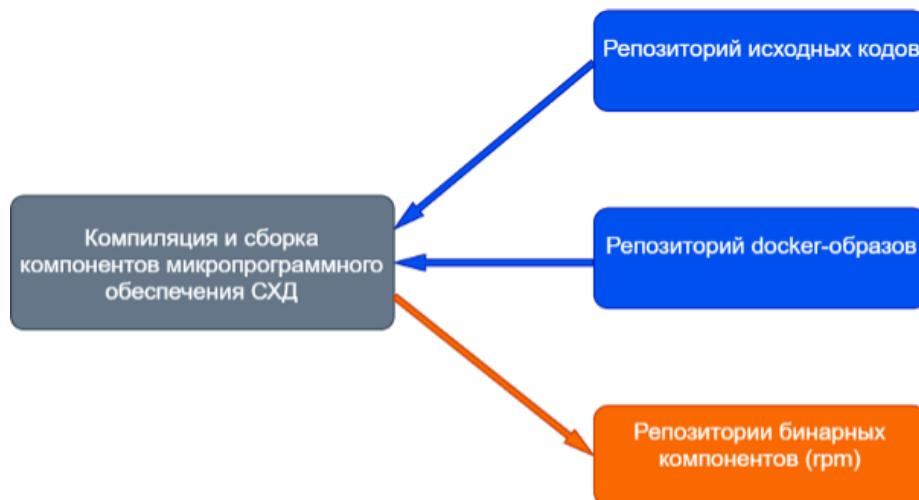 Репозиторий исходных кодов
Компиляция и сборка
компонентов микропрограммного
обеспечения СХД
Репозиторий docker-образов
Репозитории бинарных
компонентов (rpm)